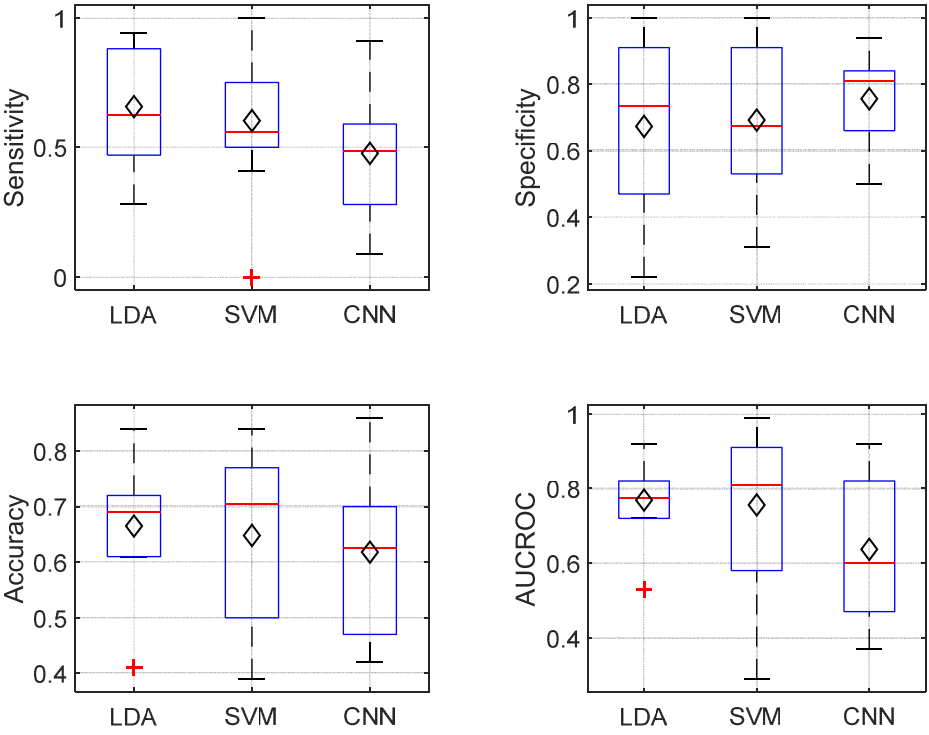 Sensitivity
1
0.5
0
LDA SVM CNN
Specificity
1
0.8
0.6
0.4
0.2
LDA SVM CNN
Accuracy
0.8
0.7
0.6
0.5
0.4
LDA SVM CNN
AUCROC
1
0.8
0.6
0.4
LDA SVM CNN